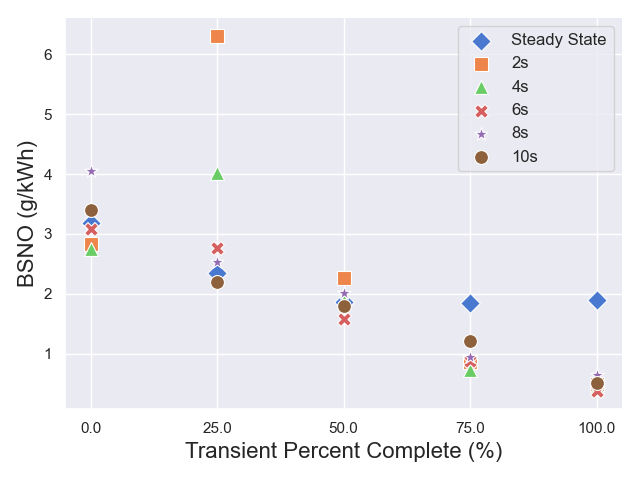 Steady State
2s
4s
6s
8s
10s
BSNO (g/kWh)
6
5
4
3
2
1
0.0 25.0 50.0 75.0 100.0
Transient Percent Complete (%)